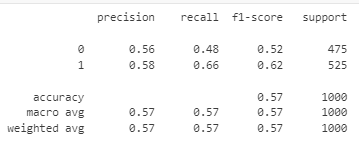 precision recall f1-score support
0 0.56 0.48 0.52 475
1 0.58 0.66 0.62 525
accuracy 0.57 1000
macro avg 0.57 0.57 0.57 1000
weighted avg 0.57 0.57 0.57 1000